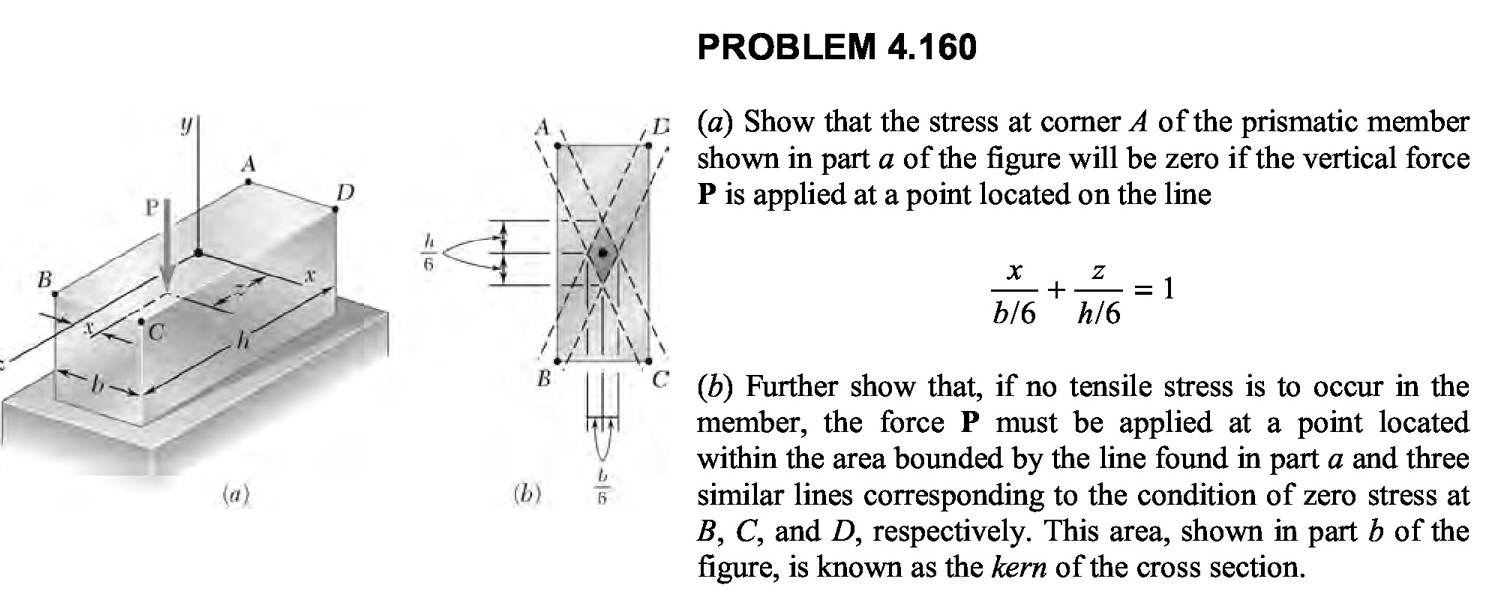 PROBLEM 4.160
(a) Show that the stress at corner A of the prismatic member
shown in part a of the figure will be zero if the vertical force
P is applied at a point located on the line
x/(b/6) + z/(h/6) = 1
(b) Further show that, if no tensile stress is to occur in the
member, the force P must be applied at a point located
within the area bounded by the line found in part a and three
similar lines corresponding to the condition of zero stress at
B, C, and D, respectively. This area, shown in part b of the
figure, is known as the kern of the cross section.
y
A
D
P
B
x
z
x
C
h
b
(a)
A
D
h/6
B
C
b/6
(b)